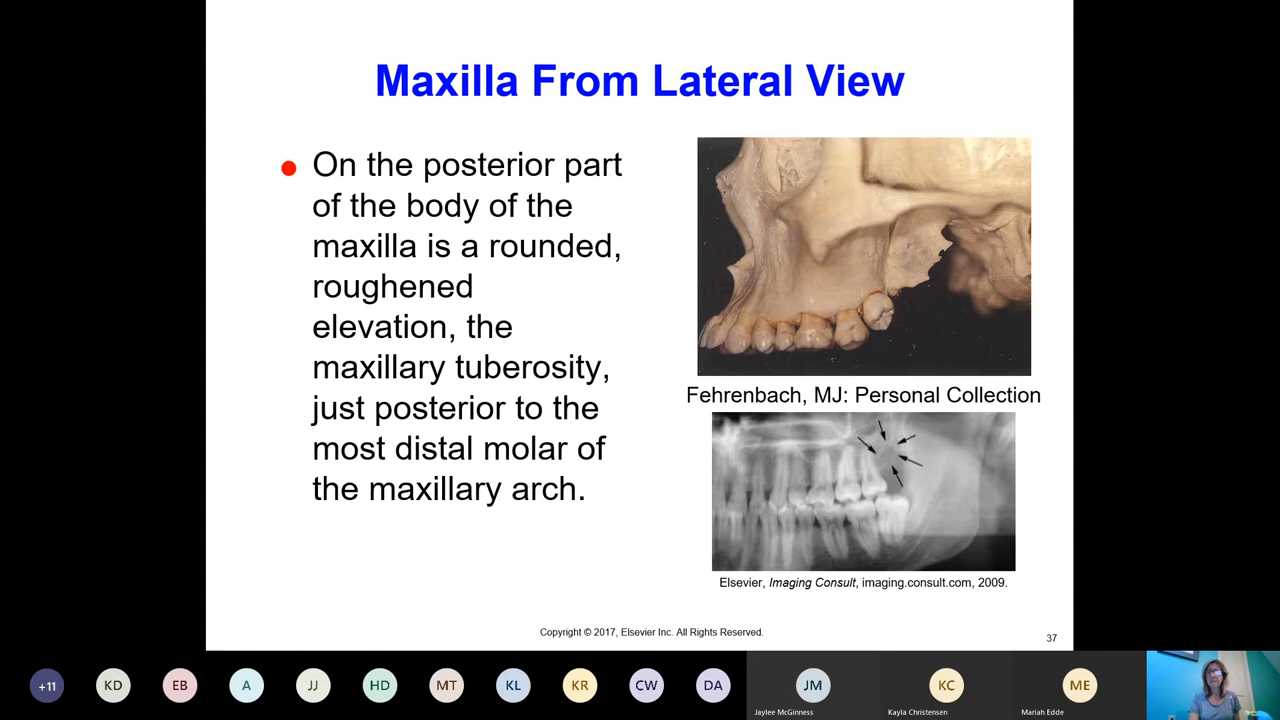 Maxilla From Lateral View
On the posterior part
of the body of the
maxilla is a rounded,
roughened
elevation, the
maxillary tuberosity,
just posterior to the
most distal molar of
the maxillary arch.
Fehrenbach, MJ: Personal Collection
Elsevier, Imaging Consult, imaging.consult.com, 2009.
Copyright © 2017, Elsevier Inc. All Rights Reserved.
37
+11
KD
EB
A
JJ
HD
MT
KL
KR
CW
DA
JM
KC
ME
Jaylee McGinness
Kayla Christensen
Mariah Edde